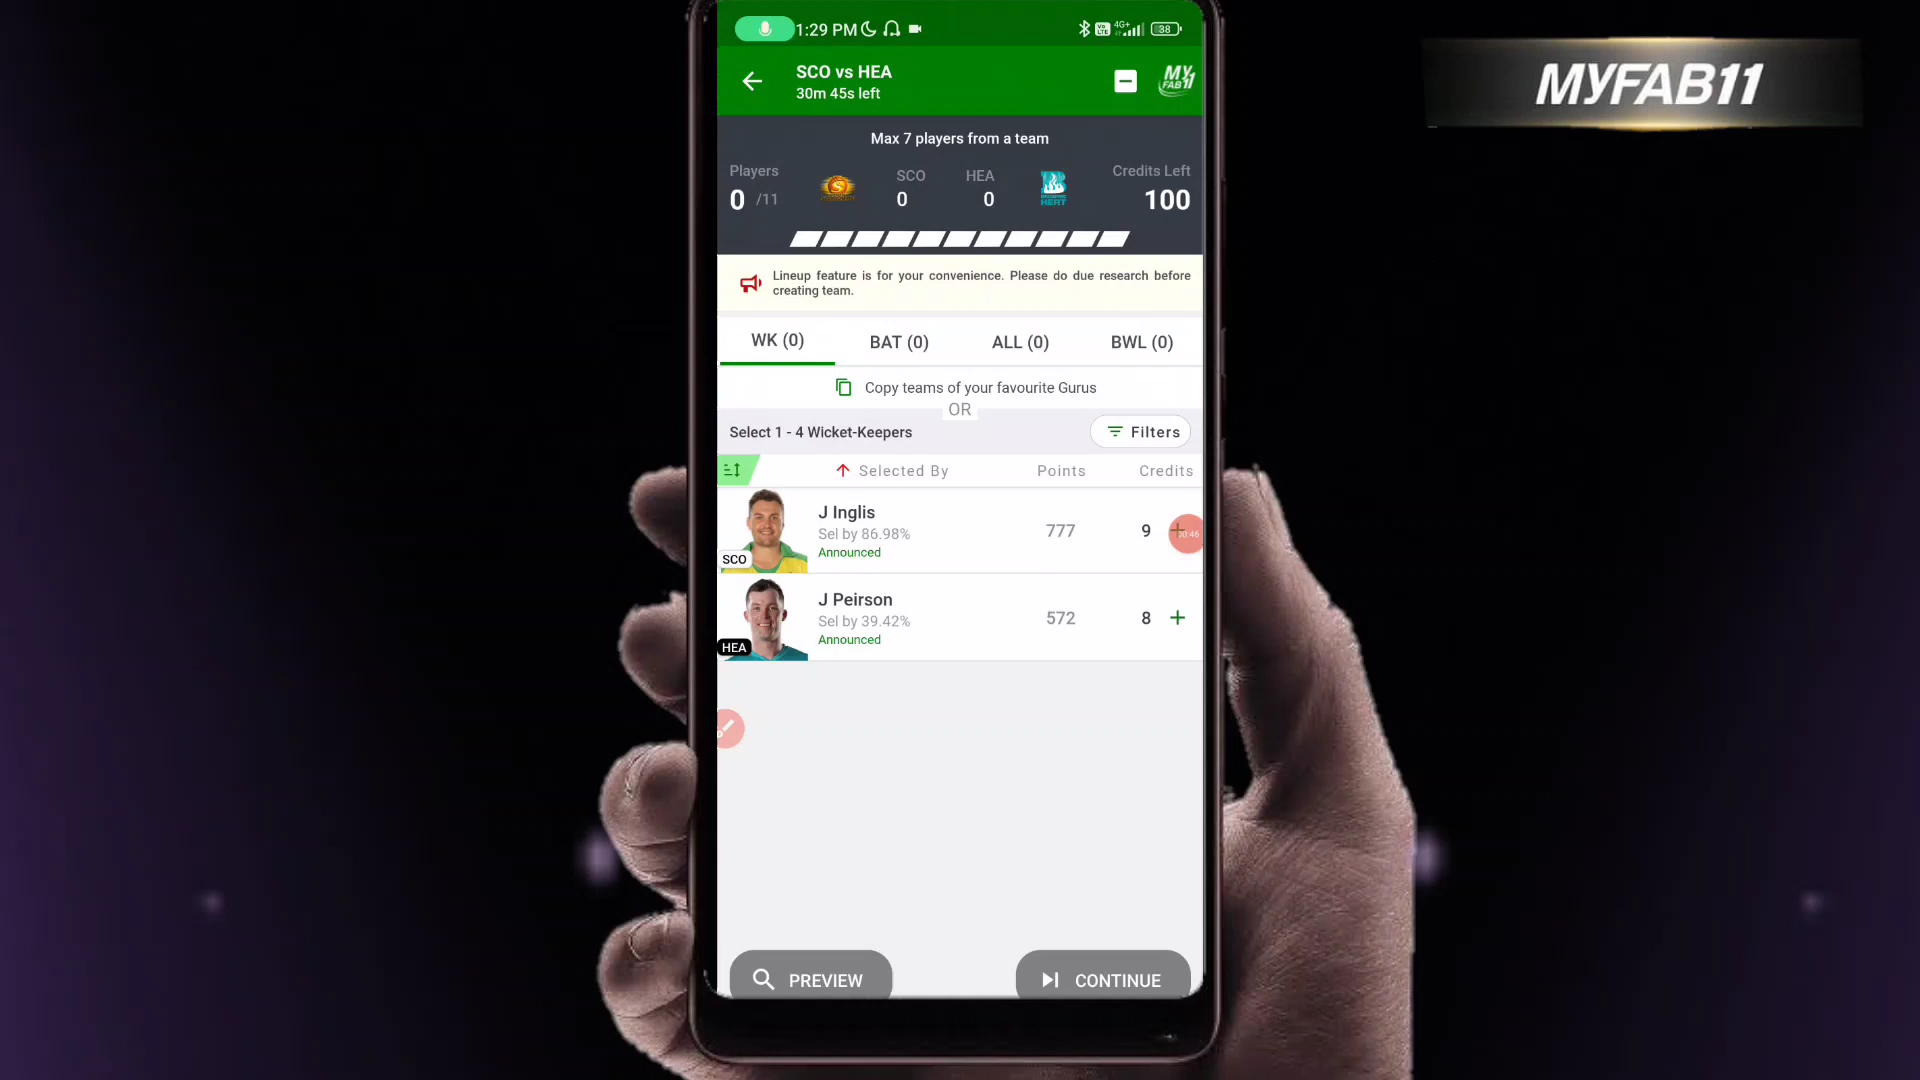 1:29 PM
4G+
38
SCO vs HEA
30m 45s left
MY
FAB11
MYFAB11
Max 7 players from a team
Players
0 /11
SCO
0
HEA
0
Credits Left
100
Lineup feature is for your convenience. Please do due research before
creating team.
WK (0)
BAT (0)
ALL (0)
BWL (0)
Copy teams of your favourite Gurus
OR
Select 1 - 4 Wicket-Keepers
Filters
Selected By
Points
Credits
J Inglis
Sel by 86.98%
Announced
SCO
777
9
00:46
J Peirson
Sel by 39.42%
Announced
HEA
572
8
+
PREVIEW
CONTINUE